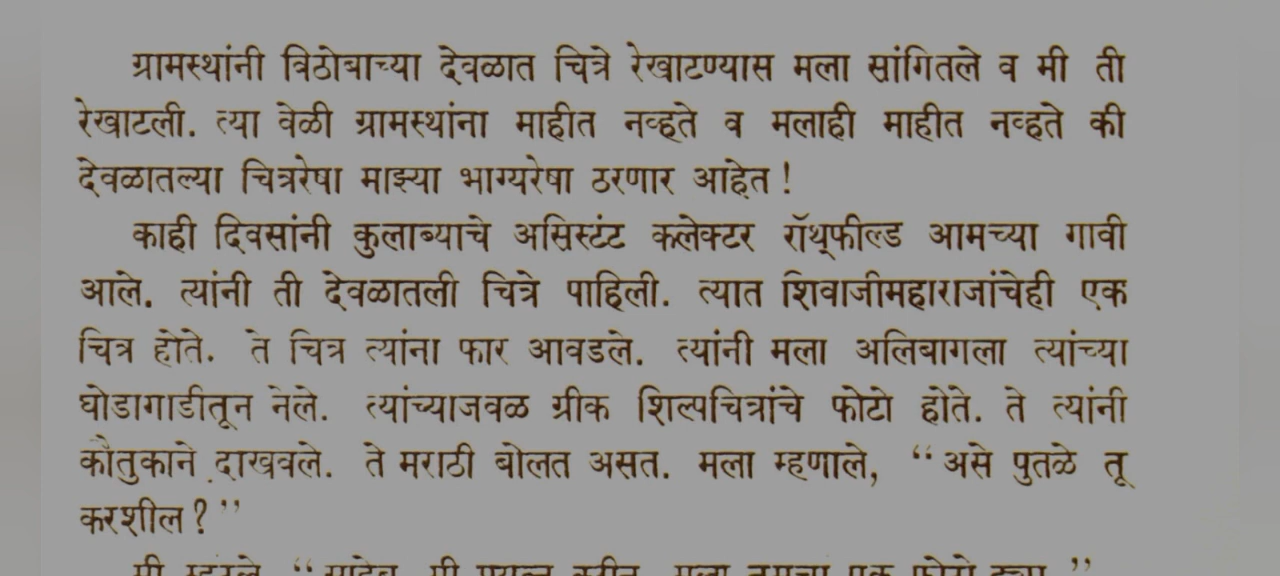 ग्रामस्थांनी विठोबाच्या देवळात चित्रे रेखाटण्यास मला सांगितले व मी ती
रेखाटली. त्या वेळी ग्रामस्थांना माहीत नव्हते व मलाही माहीत नव्हते की
देवळातल्या चित्ररेषा माझ्या भाग्यरेषा ठरणार आहेत !
काही दिवसांनी कुलाब्याचे असिस्टंट कलेक्टर रॉथ्‌फील्ड आमच्या गावी
आले. त्यांनी ती देवळातली चित्रे पाहिली. त्यात शिवाजीमहाराजांचेही एक
चित्र होते. ते चित्र त्यांना फार आवडले. त्यांनी मला अलिबागला त्यांच्या
घोडागाडीतून नेले. त्यांच्याजवळ ग्रीक शिल्पचित्रांचे फोटो होते. ते त्यांनी
कौतुकाने दाखवले. ते मराठी बोलत असत. मला म्हणाले, “असे पुतळे तू
करशील ?”